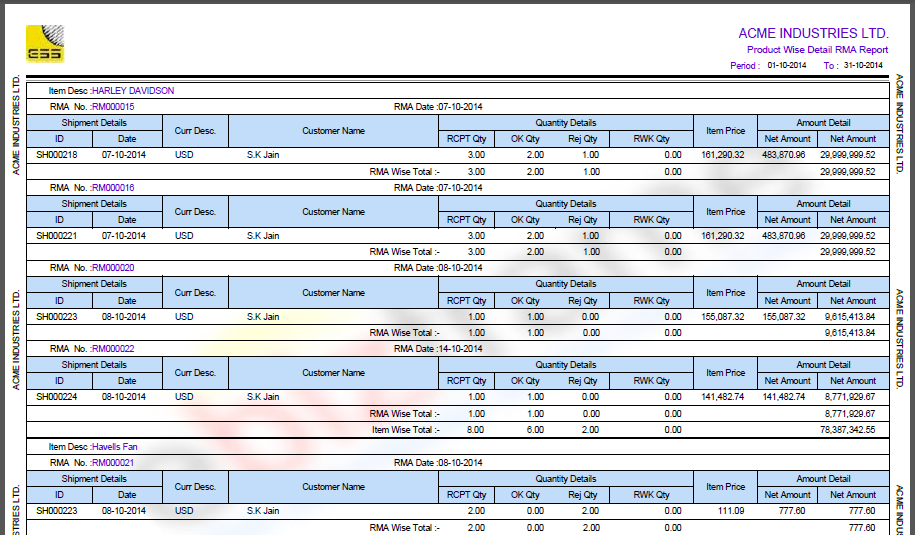 ESS
ACME INDUSTRIES LTD.
Product Wise Detail RMA Report
Period : 01-10-2014 To : 31-10-2014
ACME INDUSTRIES LTD.
ACME INDUSTRIES LTD.
Item Desc :HARLEY DAVIDSON
RMA No. :RM000015 RMA Date :07-10-2014
Shipment Details Curr Desc. Customer Name Quantity Details Item Price Amount Detail
ID Date RCPT Qty OK Qty Rej Qty RWK Qty Net Amount Net Amount
SH000218 07-10-2014 USD S.K Jain 3.00 2.00 1.00 0.00 161,290.32 483,870.96 29,999,999.52
RMA Wise Total :- 3.00 2.00 1.00 0.00 29,999,999.52
RMA No. :RM000016 RMA Date :07-10-2014
Shipment Details Curr Desc. Customer Name Quantity Details Item Price Amount Detail
ID Date RCPT Qty OK Qty Rej Qty RWK Qty Net Amount Net Amount
SH000221 07-10-2014 USD S.K Jain 3.00 2.00 1.00 0.00 161,290.32 483,870.96 29,999,999.52
RMA Wise Total :- 3.00 2.00 1.00 0.00 29,999,999.52
RMA No. :RM000020 RMA Date :08-10-2014
Shipment Details Curr Desc. Customer Name Quantity Details Item Price Amount Detail
ID Date RCPT Qty OK Qty Rej Qty RWK Qty Net Amount Net Amount
SH000223 08-10-2014 USD S.K Jain 1.00 1.00 0.00 0.00 155,087.32 155,087.32 9,615,413.84
RMA Wise Total :- 1.00 1.00 0.00 0.00 9,615,413.84
ACME INDUSTRIES LTD.
ACME INDUSTRIES LTD.
RMA No. :RM000022 RMA Date :14-10-2014
Shipment Details Curr Desc. Customer Name Quantity Details Item Price Amount Detail
ID Date RCPT Qty OK Qty Rej Qty RWK Qty Net Amount Net Amount
SH000224 08-10-2014 USD S.K Jain 1.00 1.00 0.00 0.00 141,482.74 141,482.74 8,771,929.67
RMA Wise Total :- 1.00 1.00 0.00 0.00 8,771,929.67
Item Wise Total :- 8.00 6.00 2.00 0.00 78,387,342.55
Item Desc :Havells Fan
RMA No. :RM000021 RMA Date :08-10-2014
Shipment Details Curr Desc. Customer Name Quantity Details Item Price Amount Detail
ID Date RCPT Qty OK Qty Rej Qty RWK Qty Net Amount Net Amount
SH000223 08-10-2014 USD S.K Jain 2.00 0.00 2.00 0.00 111.09 777.60 777.60
RMA Wise Total :- 2.00 0.00 2.00 0.00 777.60
STRIES LTD.
ACME INDUS